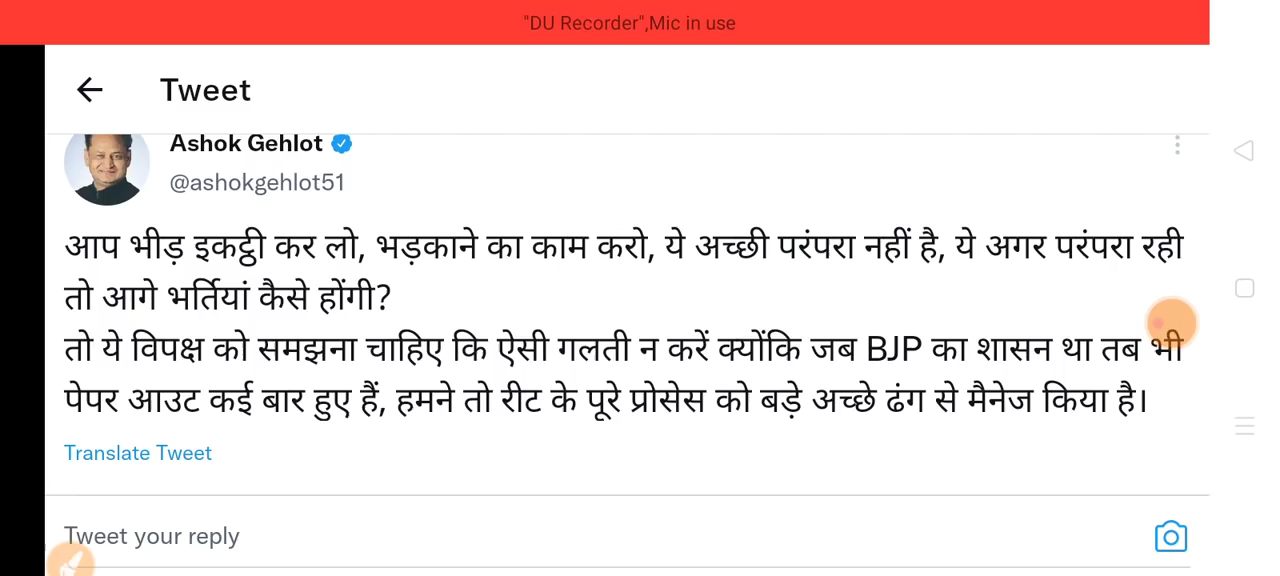 "DU Recorder",Mic in use
Tweet
Ashok Gehlot
@ashokgehlot51
आप भीड़ इकट्ठी कर लो, भड़काने का काम करो, ये अच्छी परंपरा नहीं है, ये अगर परंपरा रही
तो आगे भर्तियां कैसे होंगी?
तो ये विपक्ष को समझना चाहिए कि ऐसी गलती न करें क्योंकि जब BJP का शासन था तब भी
पेपर आउट कई बार हुए हैं, हमने तो रीट के पूरे प्रोसेस को बड़े अच्छे ढंग से मैनेज किया है।
Translate Tweet
Tweet your reply